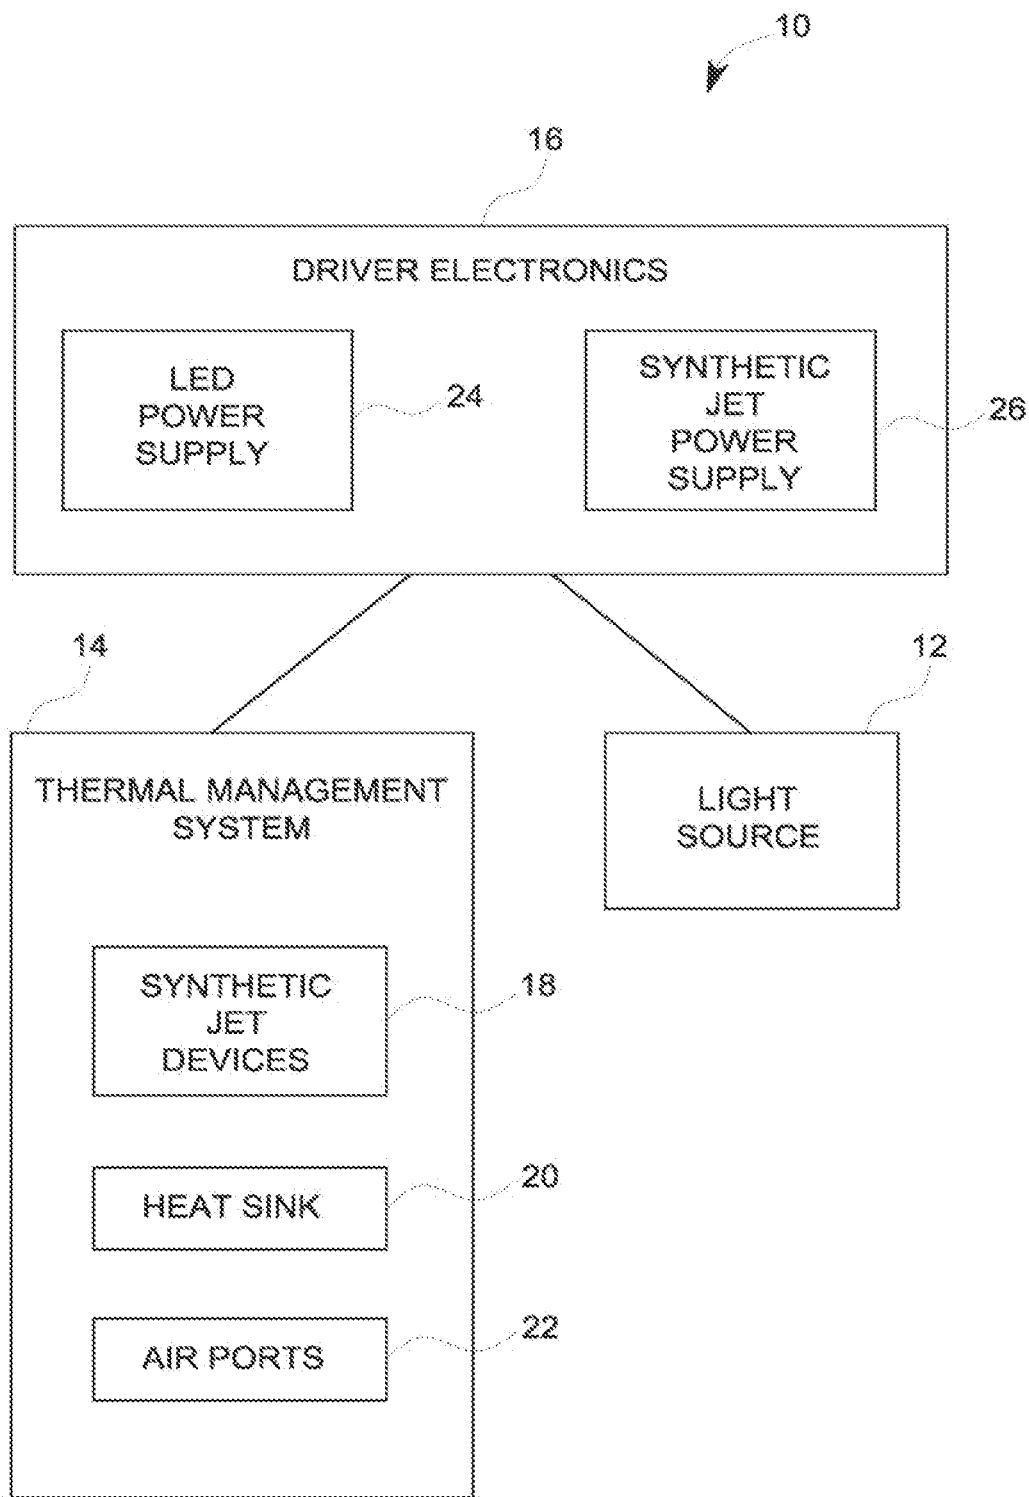 10
16
DRIVER ELECTRONICS
LED
POWER
SUPPLY
24
SYNTHETIC
JET
POWER
SUPPLY
26
14
12
THERMAL MANAGEMENT
SYSTEM
LIGHT
SOURCE
SYNTHETIC
JET
DEVICES
18
HEAT SINK
20
AIR PORTS
22